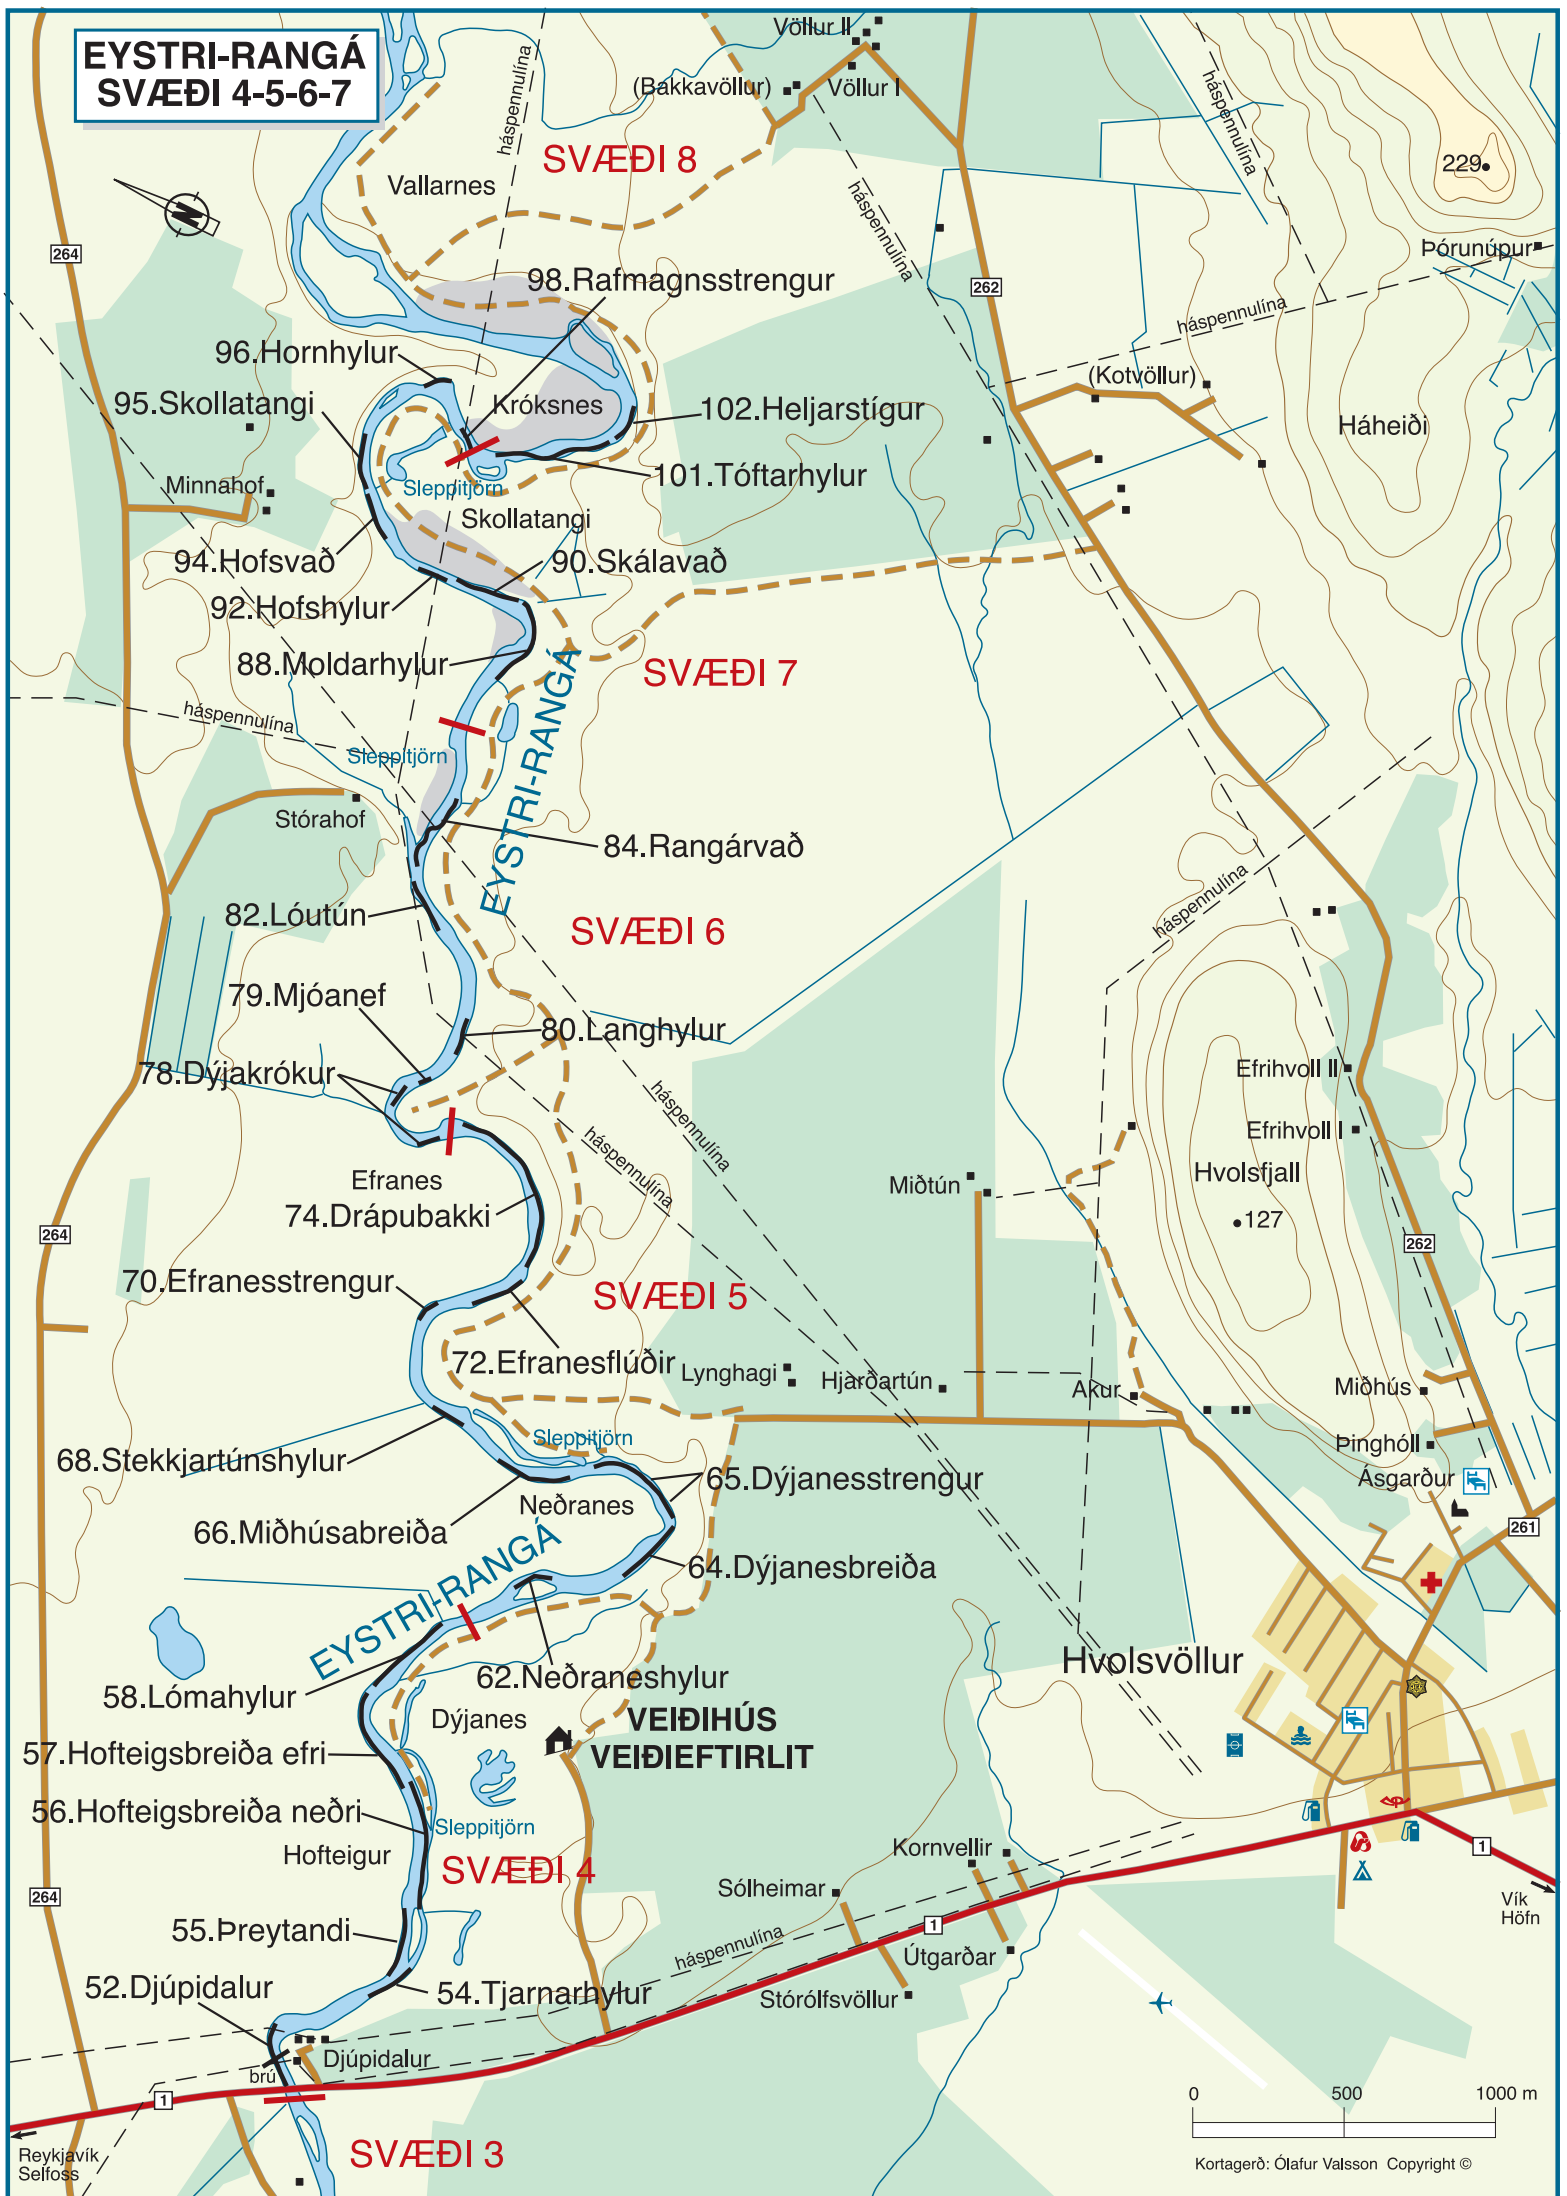 EYSTRI-RANGÁ
SVÆÐI 4-5-6-7
Völlur II
(Bakkavöllur)
Völlur I
háspennulína
háspennulína
SVÆÐI 8
229
Vallarnes
háspennulína
N
264
Þórunúpur
98.Rafmagnsstrengur
262
háspennulína
96.Hornhylur
(Kotvöllur)
95.Skollatangi
Króksnes
102.Heljarstígur
Háheiði
101.Tóftarhylur
Minnahof
Sleppitjörn
Skollatangi
94.Hofsvað
90.Skálavað
92.Hofshylur
88.Moldarhylur
SVÆÐI 7
háspennulína
EYSTRI-RANGÁ
Sleppitjörn
Stórahof
84.Rangárvað
háspennulína
82.Lóutún
SVÆÐI 6
79.Mjóanef
80.Langhylur
78.Dýjakrókur
Efrihvoll II
háspennulína
háspennulína
Efrihvoll I
Efranes
Miðtún
Hvolsfjall
74.Drápubakki
127
264
262
70.Efranesstrengur
SVÆÐI 5
72.Efranesflúðir
Lynghagi
Hjarðartún
Akur
Miðhús
Sleppitjörn
Þinghóll
68.Stekkjartúnshylur
65.Dýjanesstrengur
Ásgarður
Neðranes
66.Miðhúsabreiða
261
64.Dýjanesbreiða
EYSTRI-RANGÁ
Hvolsvöllur
62.Neðraneshylur
58.Lómahylur
Dýjanes
VEIÐIHÚS
VEIÐIEFTIRLIT
57.Hofteigsbreiða efri
56.Hofteigsbreiða neðri
Sleppitjörn
Hofteigur
SVÆÐI 4
Kornvellir
1
264
Sólheimar
Vík
Höfn
1
55.Þreytandi
háspennulína
Útgarðar
52.Djúpidalur
54.Tjarnarhylur
Stórólfsvöllur
Djúpidalur
brú
1
0 500 1000 m
Reykjavík
Selfoss
SVÆÐI 3
Kortagerð: Ólafur Valsson Copyright ©